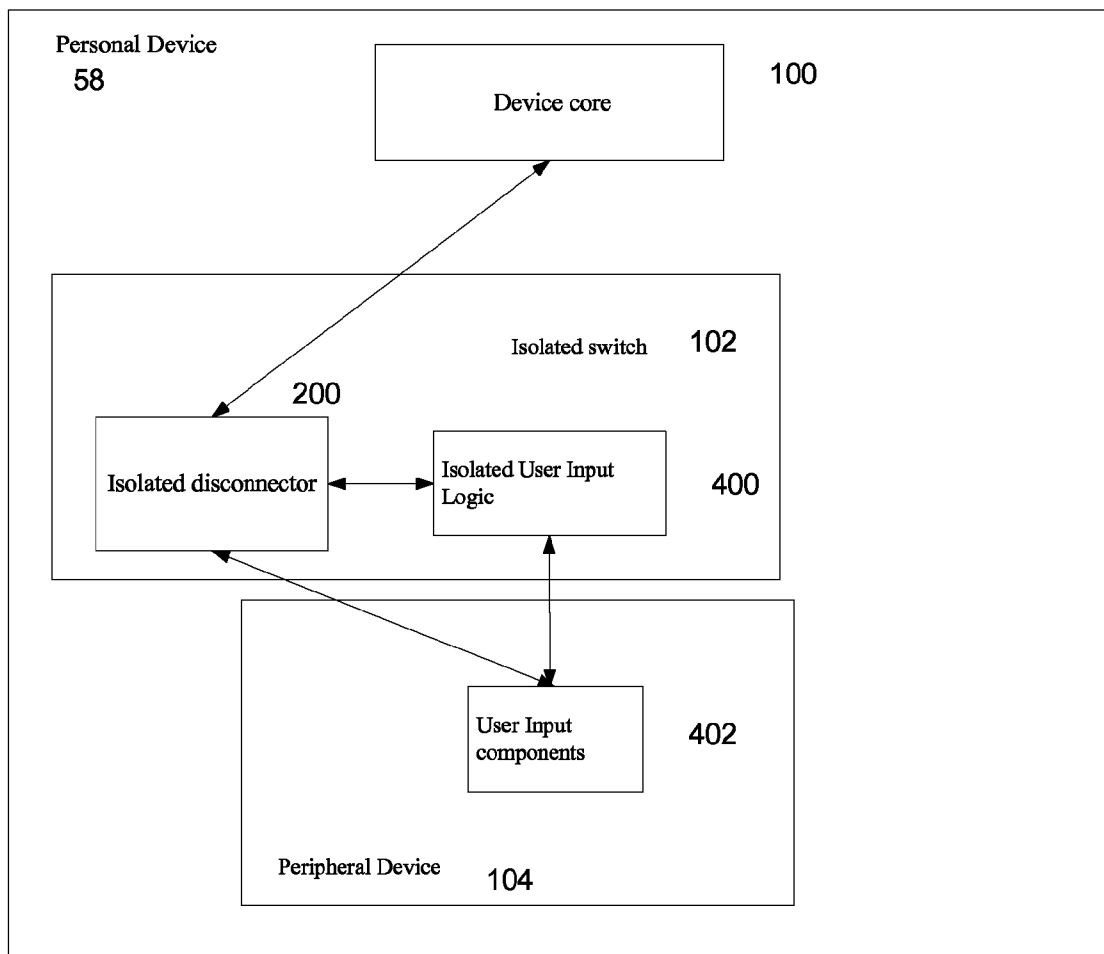 Personal Device
58
100
Device core
Isolated switch
102
200
Isolated disconnector
Isolated User Input
Logic
400
User Input
components
402
Peripheral Device
104